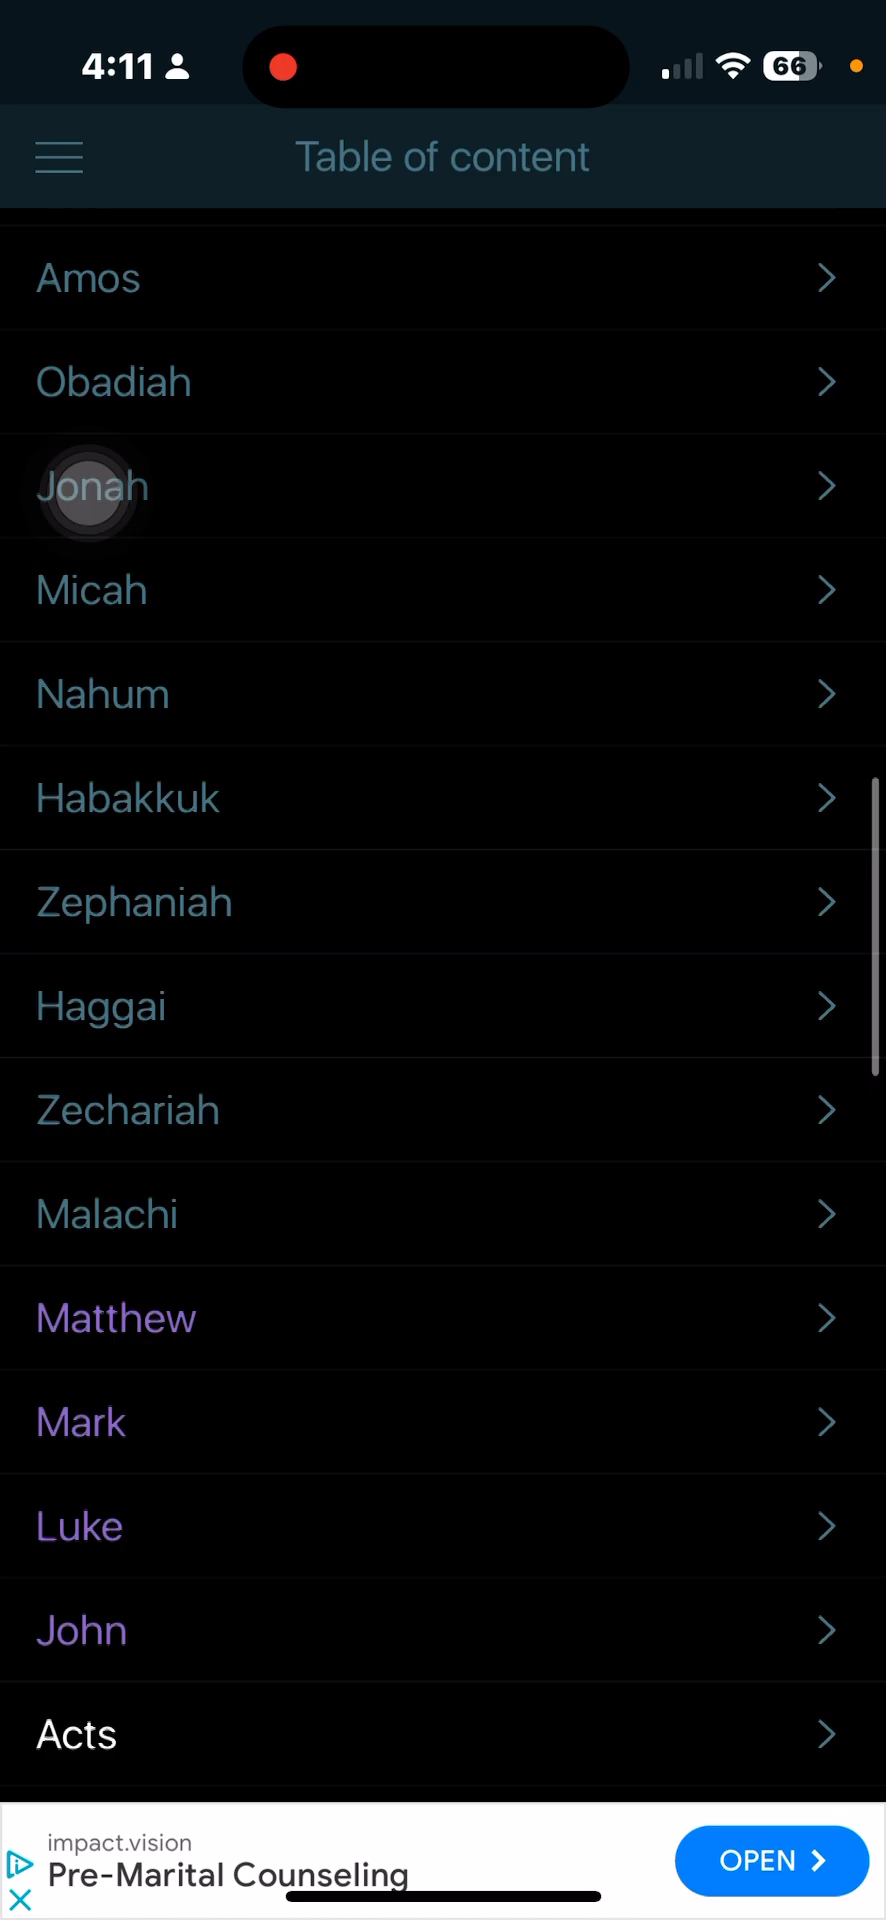 4:11
66
Table of content
Amos
Obadiah
Jonah
Micah
Nahum
Habakkuk
Zephaniah
Haggai
Zechariah
Malachi
Matthew
Mark
Luke
John
Acts
impact.vision
Pre-Marital Counseling
OPEN